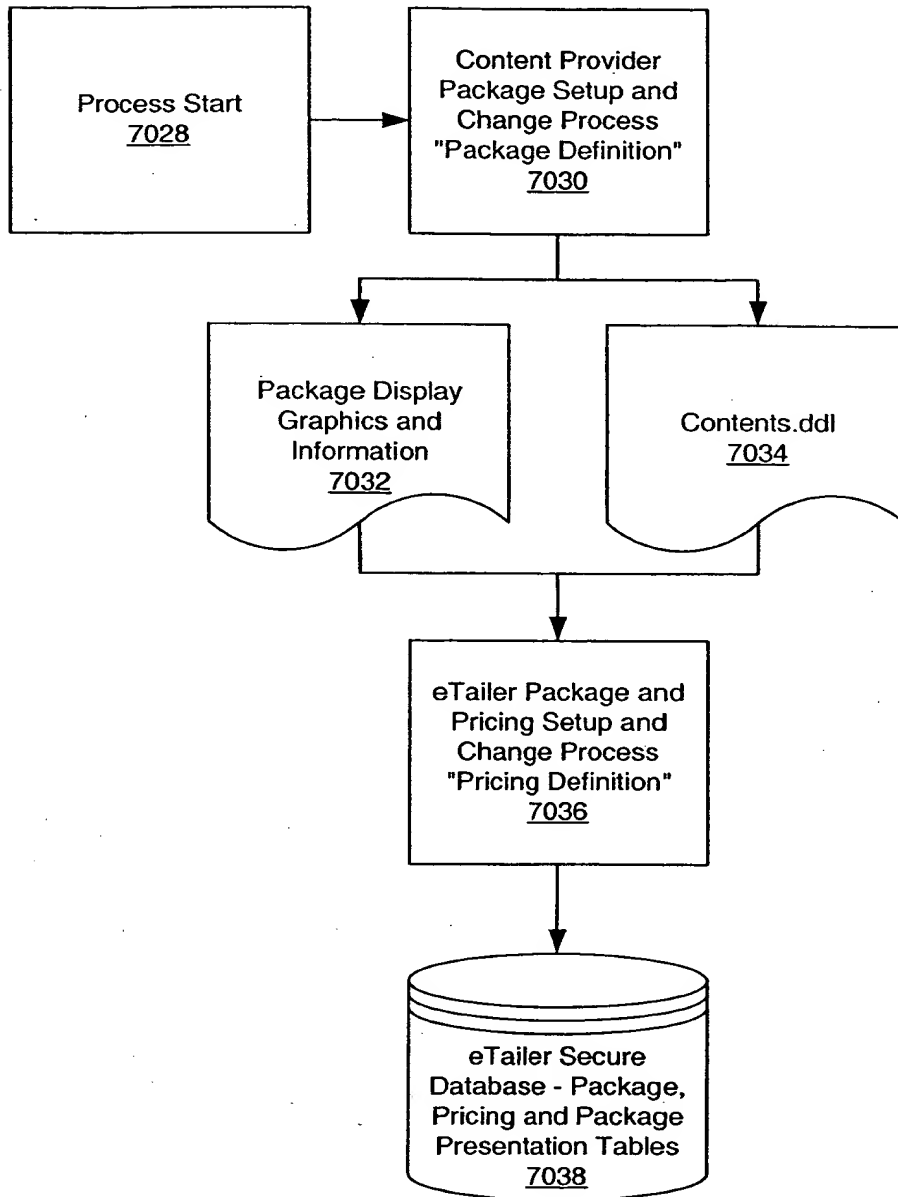 Process Start
7028
Content Provider
Package Setup and
Change Process
"Package Definition"
7030
Package Display
Graphics and
Information
7032
Contents.ddl
7034
eTailer Package and
Pricing Setup and
Change Process
"Pricing Definition"
7036
eTailer Secure
Database - Package,
Pricing and Package
Presentation Tables
7038